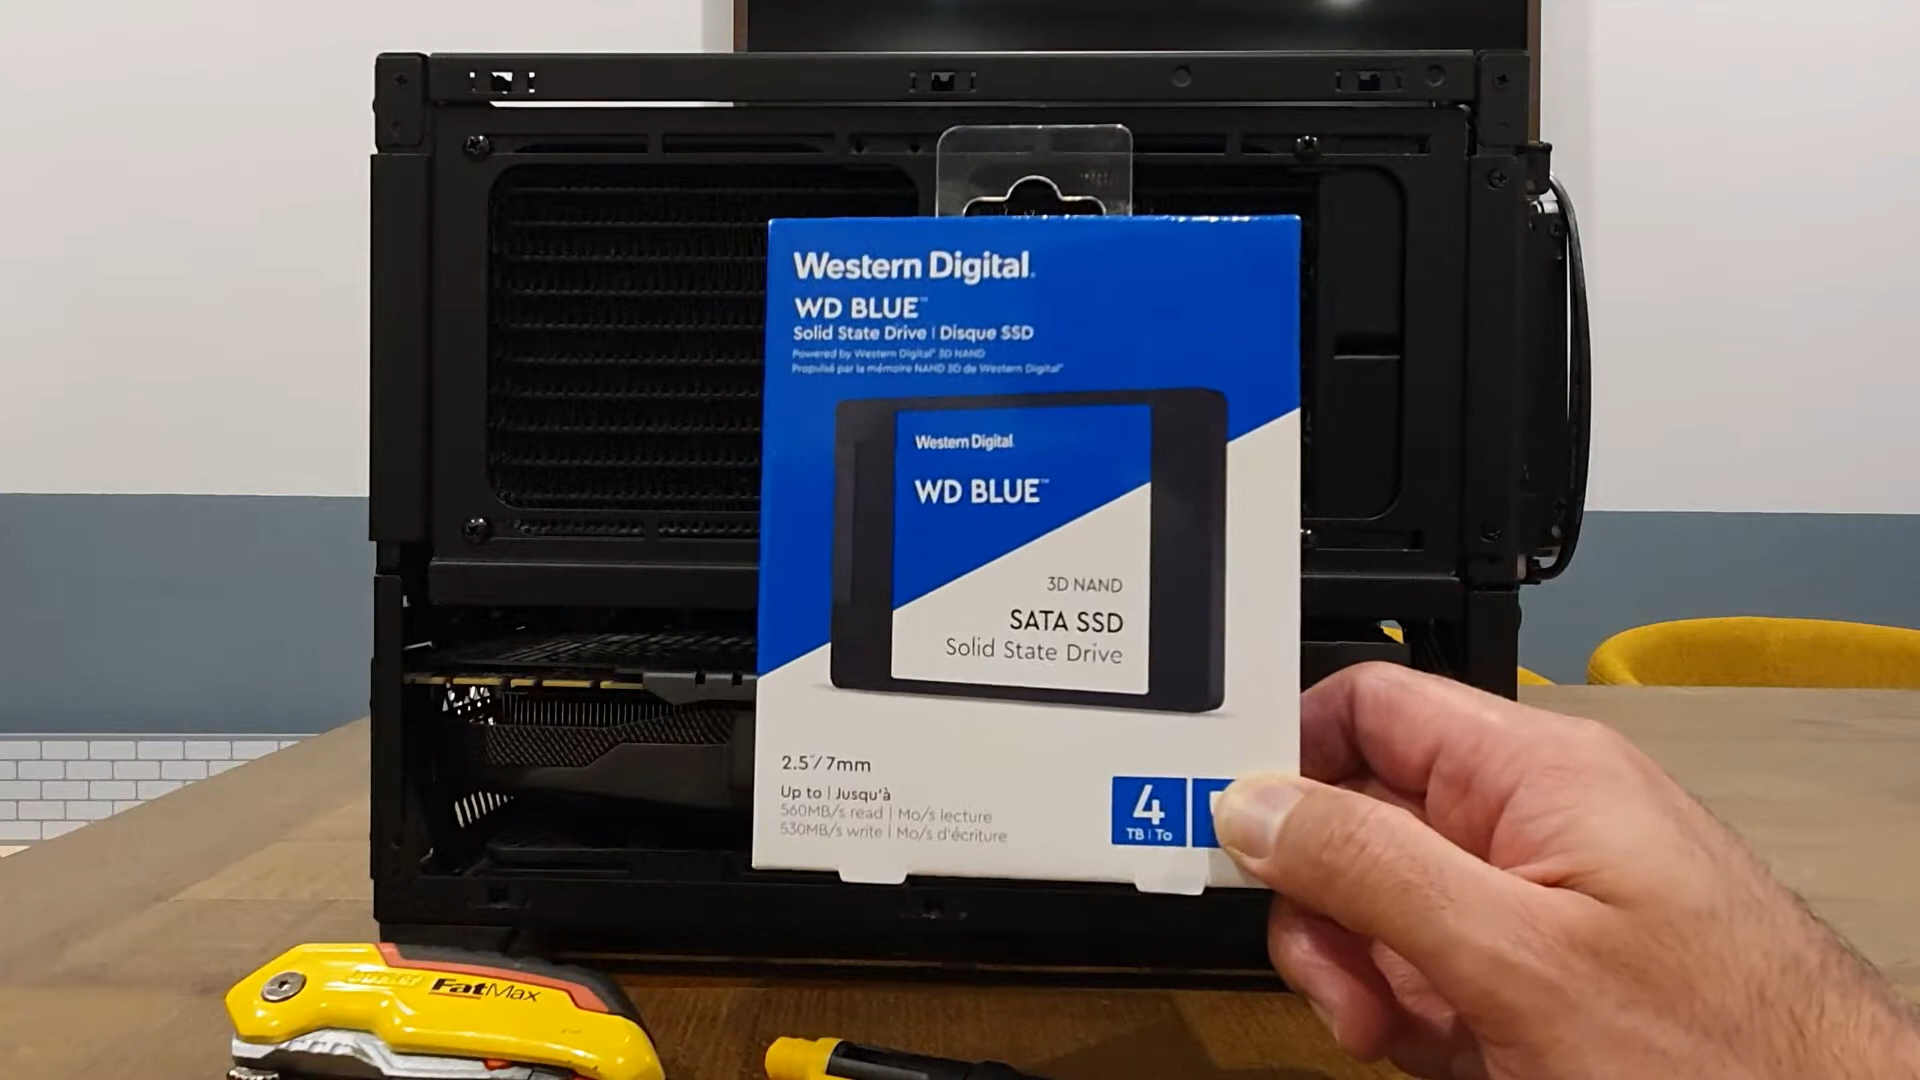 Western Digital.
WD BLUE™
Solid State Drive | Disque SSD
Powered by Western Digital® 3D NAND
Propulsé par la mémoire NAND 3D de Western Digital®
Western Digital
WD BLUE™
3D NAND
SATA SSD
Solid State Drive
2.5″/7mm
Up to | Jusqu'à
560MB/s read | Mo/s lecture
530MB/s write | Mo/s d'écriture
4
TB | To
STANLEY
FatMax